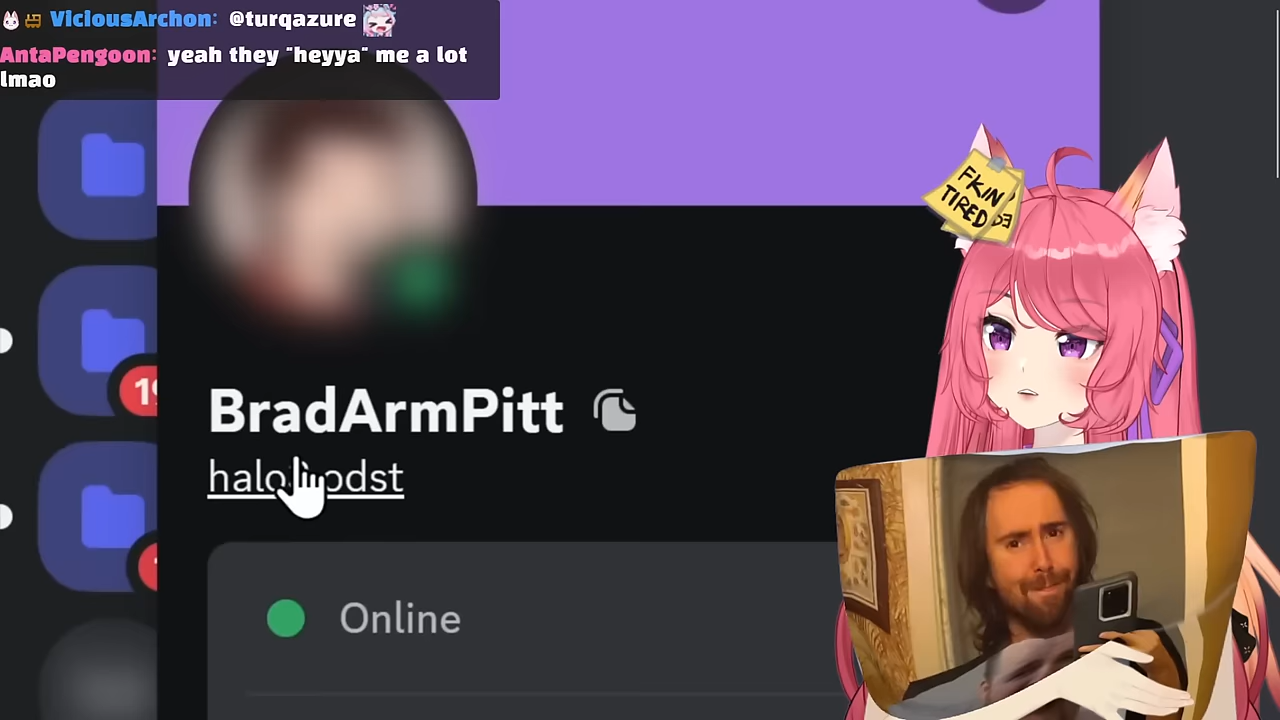 VIciousArchon: @turqazure
AntaPengoon: yeah they "heyya" me a lot
lmao
FKIN
TIRED
BradArmPitt
Online